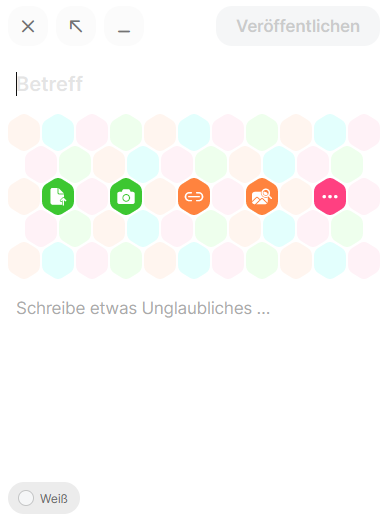 Veröffentlichen
Betreff
Schreibe etwas Unglaubliches ...
Weiß